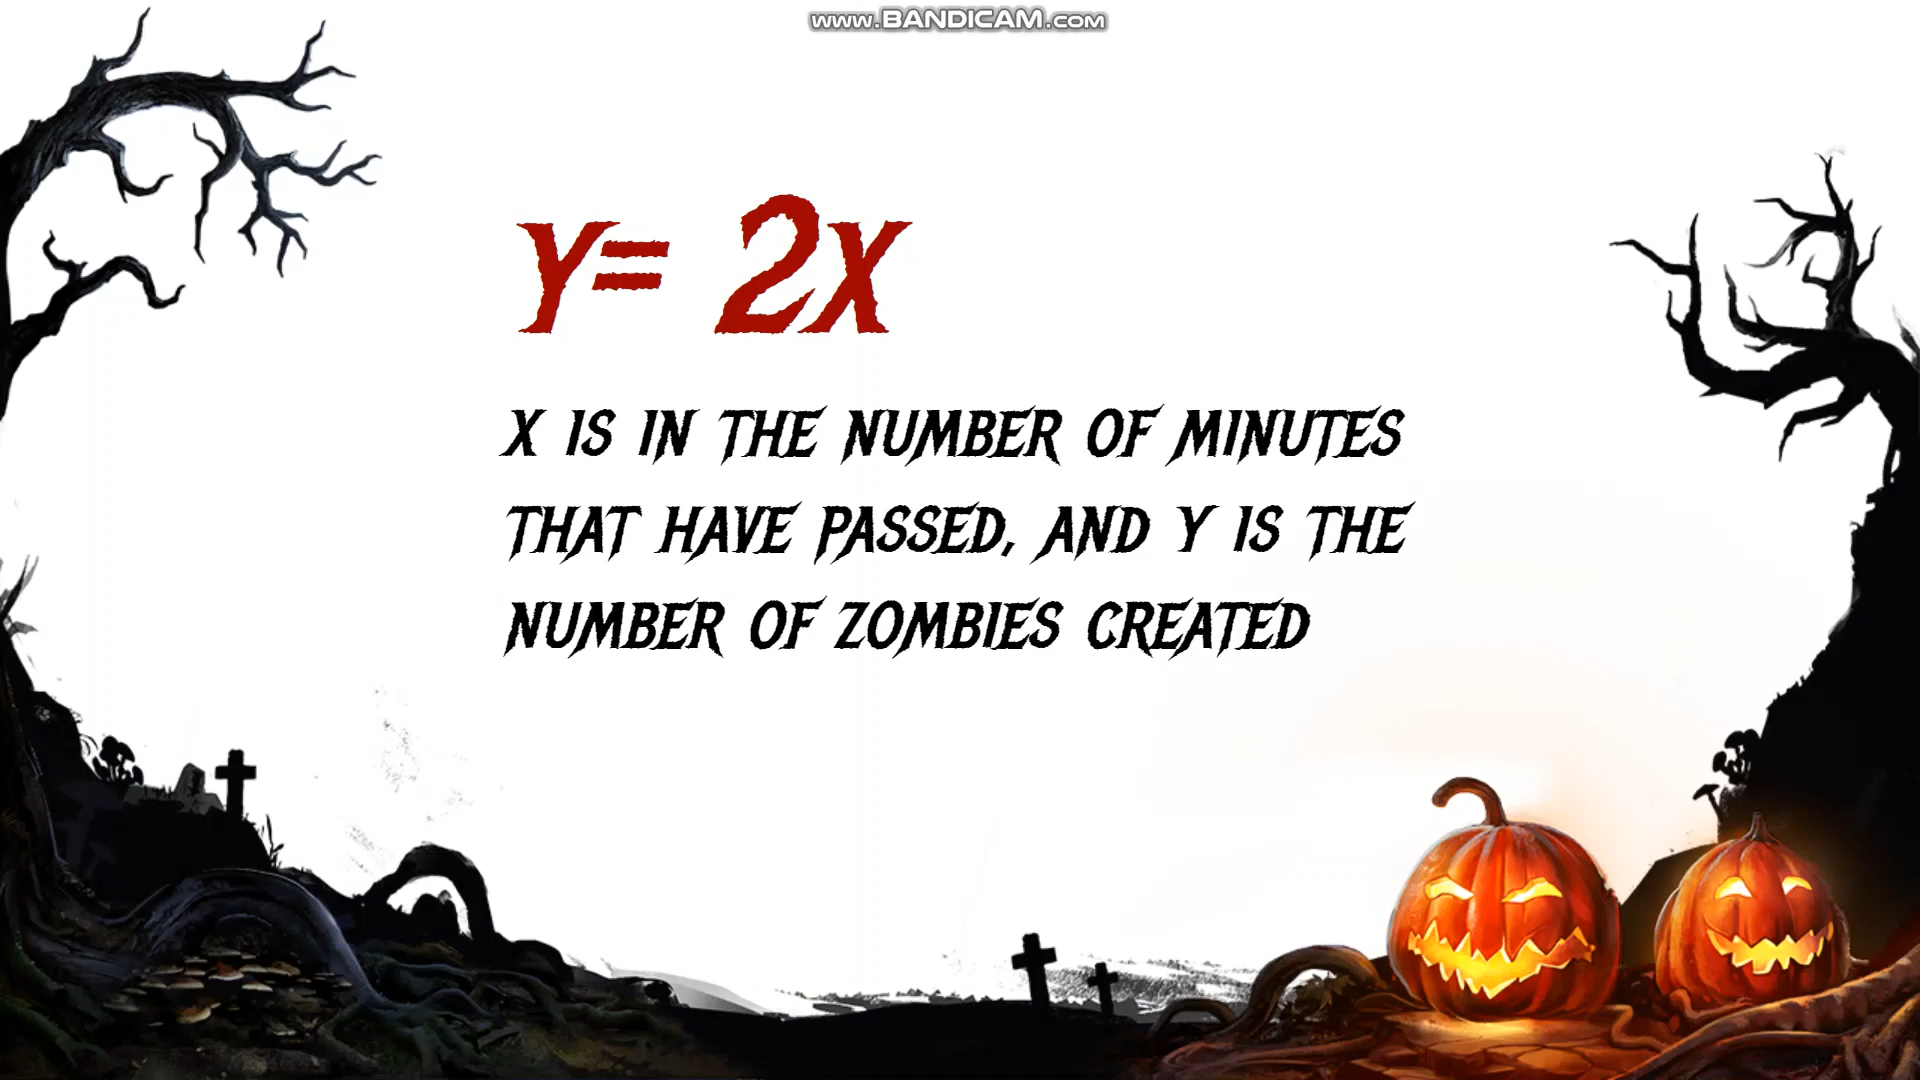 www.BANDICAM.com
Y= 2X
X IS IN THE NUMBER OF MINUTES
THAT HAVE PASSED, AND Y IS THE
NUMBER OF ZOMBIES CREATED